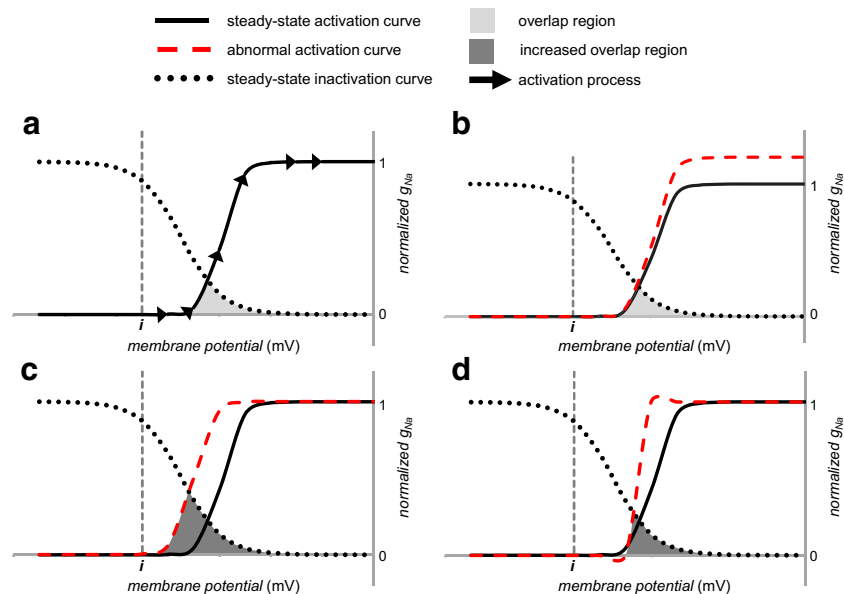 steady-state activation curve
abnormal activation curve
steady-state inactivation curve
overlap region
increased overlap region
activation process
a
1
normalized gNa
0
i
membrane potential (mV)
b
1
normalized gNa
0
i
membrane potential (mV)
c
1
normalized gNa
0
i
membrane potential (mV)
d
1
normalized gNa
0
i
membrane potential (mV)